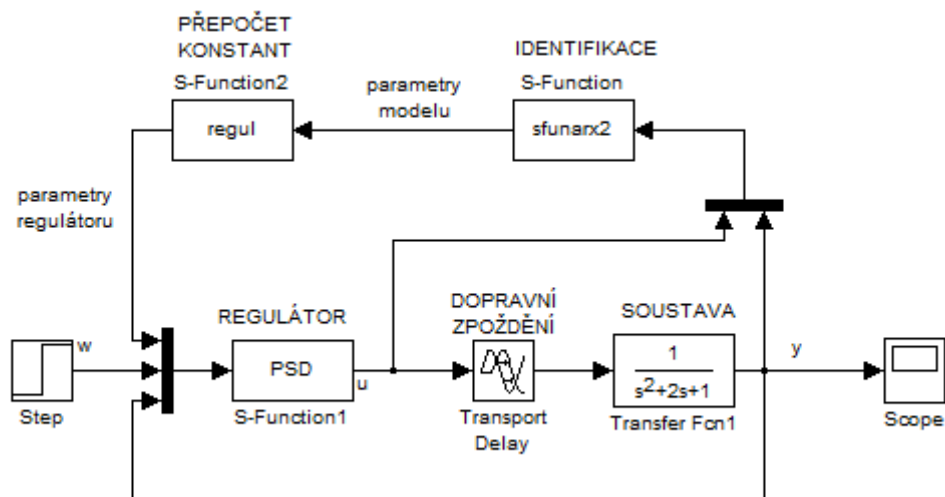 PŘEPOČET
KONSTANT
S-Function2
regul
parametry
modelu
IDENTIFIKACE
S-Function
sfunarx2
parametry
regulátoru
w
Step
REGULÁTOR
PSD
S-Function1
u
DOPRAVNÍ
ZPOŽDĚNÍ
Transport
Delay
SOUSTAVA
1
s²+2s+1
Transfer Fcn1
y
Scope